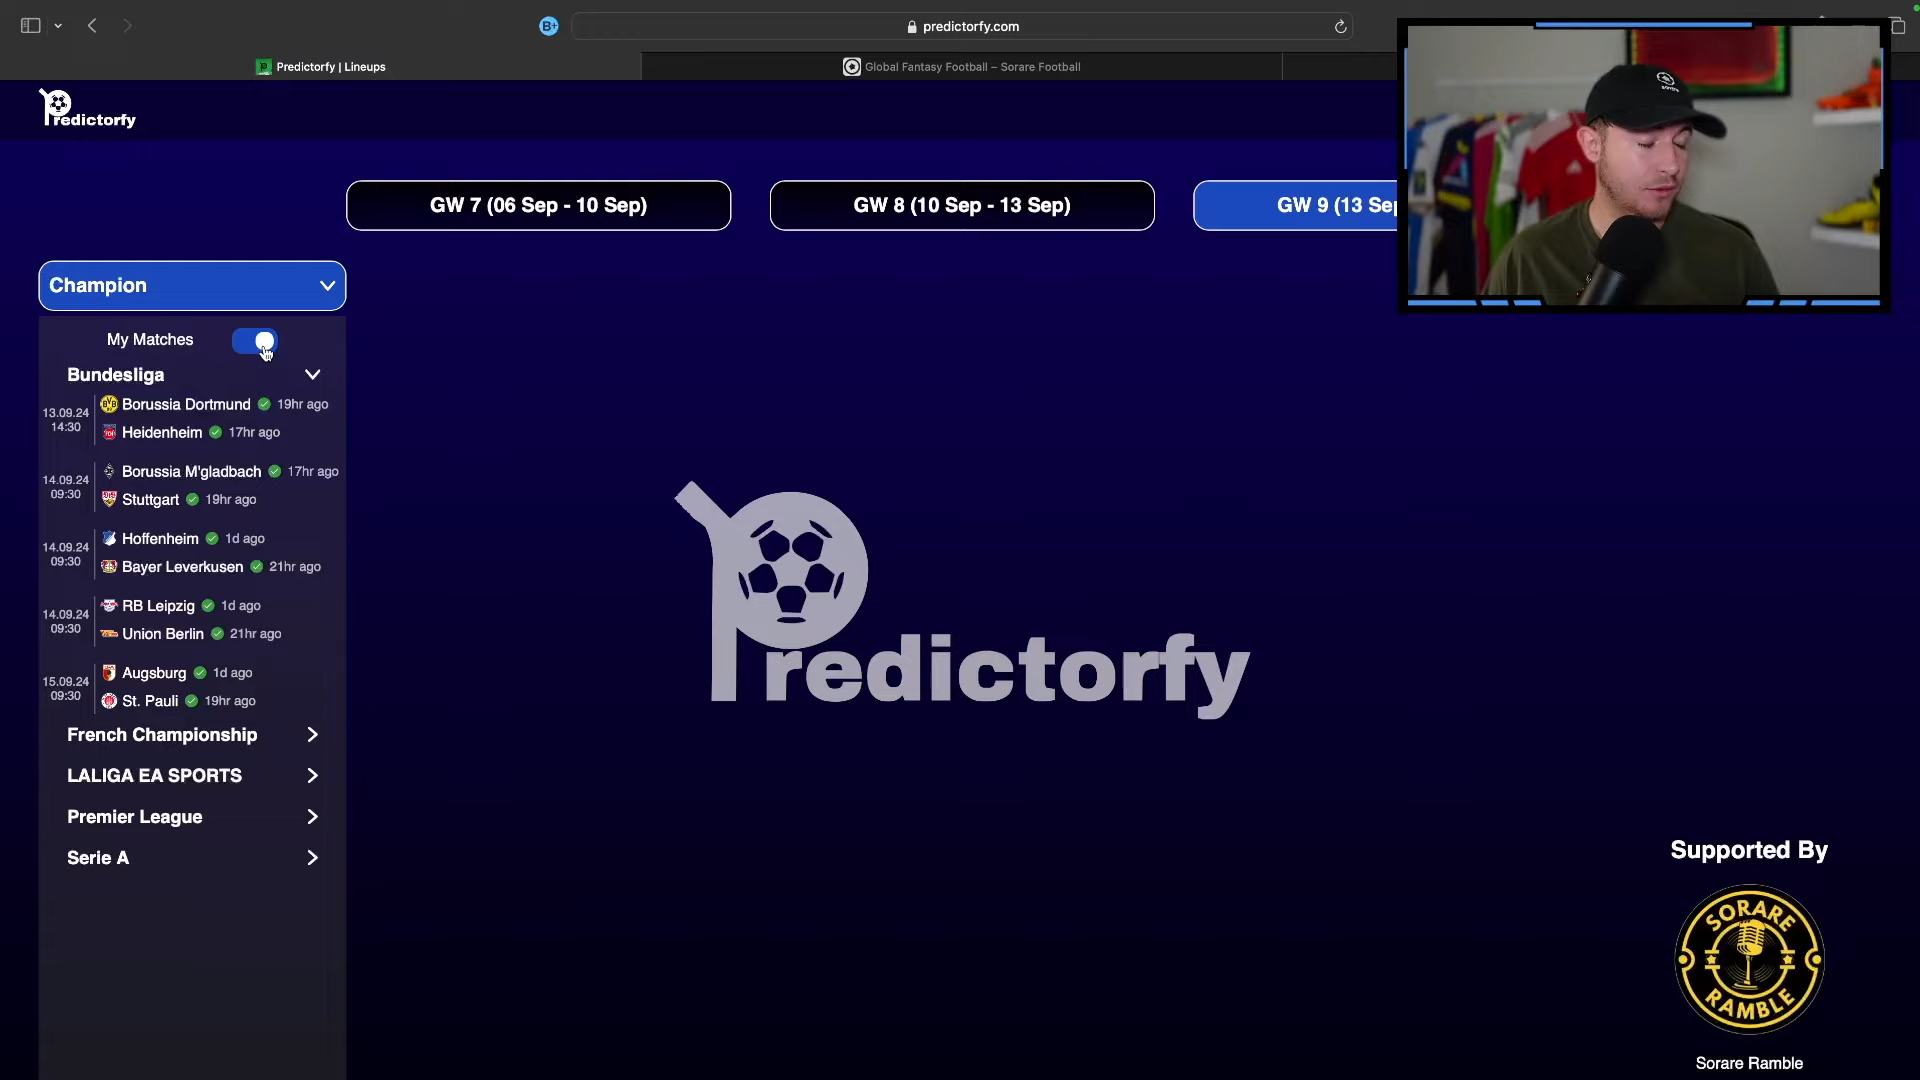 predictorfy.com
Predictorfy | Lineups
Global Fantasy Football – Sorare Football
Predictorfy
GW 7 (06 Sep - 10 Sep)
GW 8 (10 Sep - 13 Sep)
GW 9 (13 Sep
Champion
My Matches
Bundesliga
13.09.24
14:30
Borussia Dortmund 19hr ago
Heidenheim 17hr ago
14.09.24
09:30
Borussia M'gladbach 17hr ago
Stuttgart 19hr ago
14.09.24
09:30
Hoffenheim 1d ago
Bayer Leverkusen 21hr ago
14.09.24
09:30
RB Leipzig 1d ago
Union Berlin 21hr ago
15.09.24
09:30
Augsburg 1d ago
St. Pauli 19hr ago
French Championship
LALIGA EA SPORTS
Premier League
Serie A
Predictorfy
Supported By
SORARE
RAMBLE
Sorare Ramble